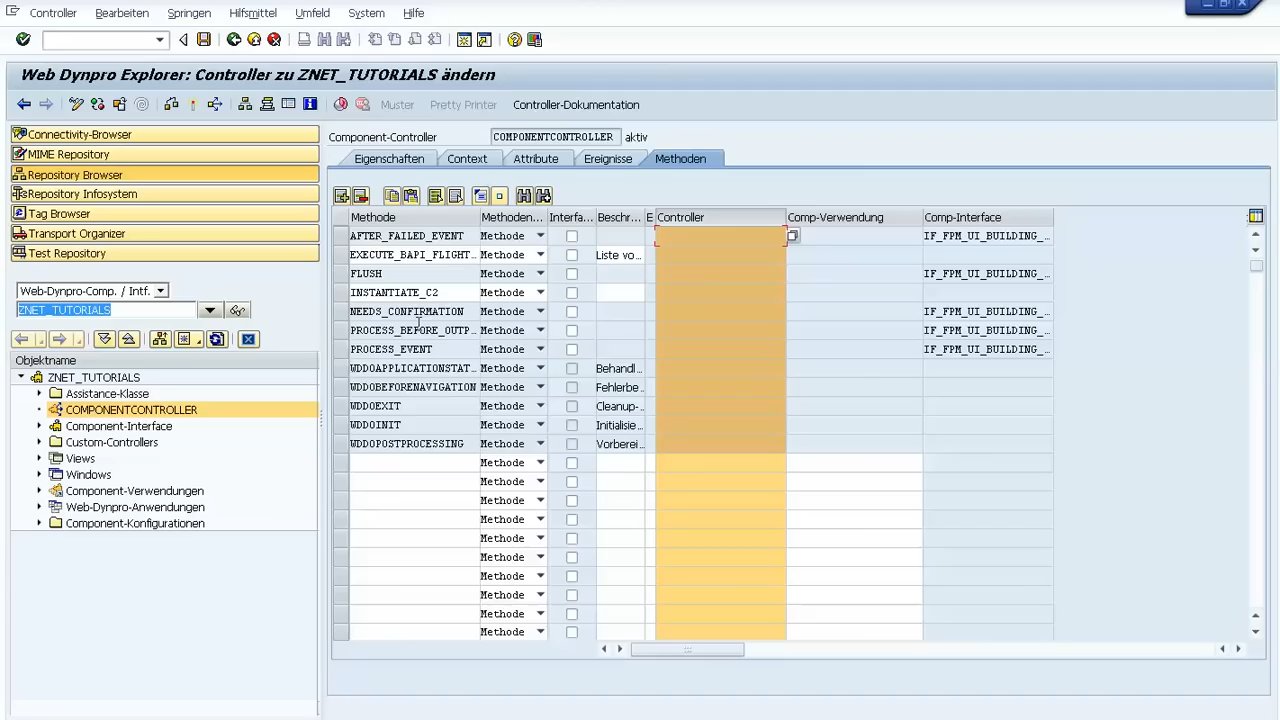 Controller Bearbeiten Springen Hilfsmittel Umfeld System Hilfe
Web Dynpro Explorer: Controller zu ZNET_TUTORIALS ändern
Muster Pretty Printer Controller-Dokumentation
Connectivity-Browser
MIME Repository
Repository Browser
Repository Infosystem
Tag Browser
Transport Organizer
Test Repository
Web-Dynpro-Comp. / Intf.
ZNET_TUTORIALS
Objektname
ZNET_TUTORIALS
Assistance-Klasse
COMPONENTCONTROLLER
Component-Interface
Custom-Controllers
Views
Windows
Component-Verwendungen
Web-Dynpro-Anwendungen
Component-Konfigurationen
Component-Controller COMPONENTCONTROLLER aktiv
Eigenschaften Context Attribute Ereignisse Methoden
Methode Methoden... Interfa... Beschr... E Controller Comp-Verwendung Comp-Interface
AFTER_FAILED_EVENT Methode IF_FPM_UI_BUILDING_...
EXECUTE_BAPI_FLIGHT... Methode Liste vo...
FLUSH Methode IF_FPM_UI_BUILDING_...
INSTANTIATE_C2 Methode
NEEDS_CONFIRMATION Methode IF_FPM_UI_BUILDING_...
PROCESS_BEFORE_OUTP... Methode IF_FPM_UI_BUILDING_...
PROCESS_EVENT Methode IF_FPM_UI_BUILDING_...
WDDOAPPLICATIONSTAT... Methode Behandl...
WDDOBEFORENAVIGATION Methode Fehlerbe...
WDDOEXIT Methode Cleanup-...
WDDOINIT Methode Initialisie...
WDDOPOSTPROCESSING Methode Vorberei...
Methode
Methode
Methode
Methode
Methode
Methode
Methode
Methode
Methode
Methode